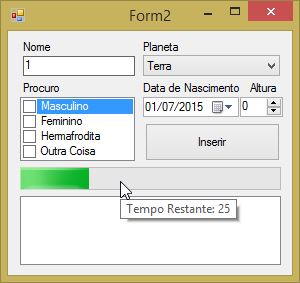 Form2
Nome
Planeta
1
Terra
Procuro
Data de Nascimento
Altura
Masculino
Feminino
Hemafrodita
Outra Coisa
01/07/2015
0
Inserir
Tempo Restante: 25